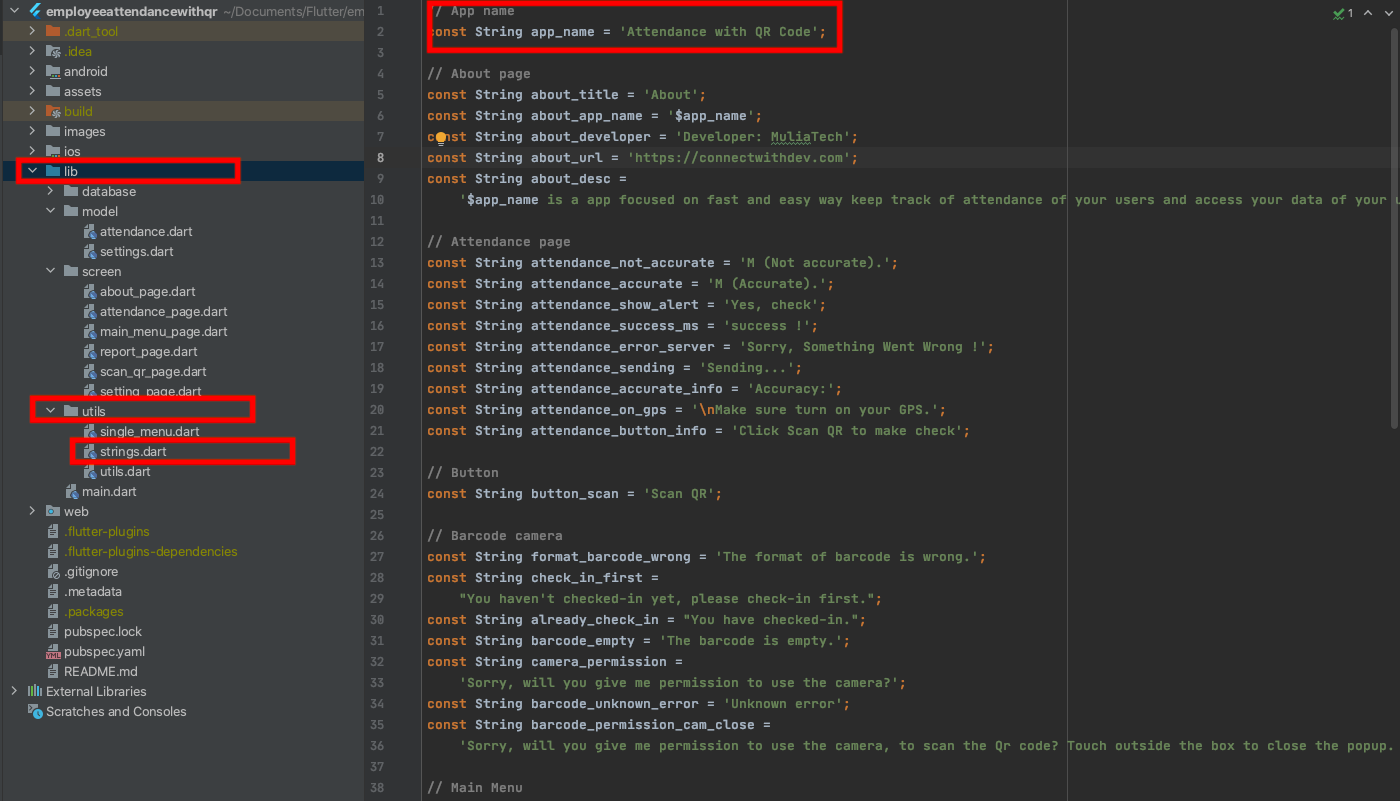 employeeattendancewithqr ~/Documents/Flutter/em
.dart_tool
.idea
android
assets
build
images
ios
lib
database
model
attendance.dart
settings.dart
screen
about_page.dart
attendance_page.dart
main_menu_page.dart
report_page.dart
scan_qr_page.dart
setting_page.dart
utils
single_menu.dart
strings.dart
utils.dart
main.dart
web
.flutter-plugins
.flutter-plugins-dependencies
.gitignore
.metadata
.packages
pubspec.lock
pubspec.yaml
README.md
External Libraries
Scratches and Consoles
1
1 // App name
2 const String app_name = 'Attendance with QR Code';
3
4 // About page
5 const String about_title = 'About';
6 const String about_app_name = '$app_name';
7 const String about_developer = 'Developer: MuliaTech';
8 const String about_url = 'https://connectwithdev.com';
9 const String about_desc =
10 '$app_name is a app focused on fast and easy way keep track of attendance of your users and access your data of your u
11
12 // Attendance page
13 const String attendance_not_accurate = 'M (Not accurate).';
14 const String attendance_accurate = 'M (Accurate).';
15 const String attendance_show_alert = 'Yes, check';
16 const String attendance_success_ms = 'success !';
17 const String attendance_error_server = 'Sorry, Something Went Wrong !';
18 const String attendance_sending = 'Sending...';
19 const String attendance_accurate_info = 'Accuracy:';
20 const String attendance_on_gps = '\nMake sure turn on your GPS.';
21 const String attendance_button_info = 'Click Scan QR to make check';
22
23 // Button
24 const String button_scan = 'Scan QR';
25
26 // Barcode camera
27 const String format_barcode_wrong = 'The format of barcode is wrong.';
28 const String check_in_first =
29 "You haven't checked-in yet, please check-in first.";
30 const String already_check_in = "You have checked-in.";
31 const String barcode_empty = 'The barcode is empty.';
32 const String camera_permission =
33 'Sorry, will you give me permission to use the camera?';
34 const String barcode_unknown_error = 'Unknown error';
35 const String barcode_permission_cam_close =
36 'Sorry, will you give me permission to use the camera, to scan the Qr code? Touch outside the box to close the popup.
37
38 // Main Menu